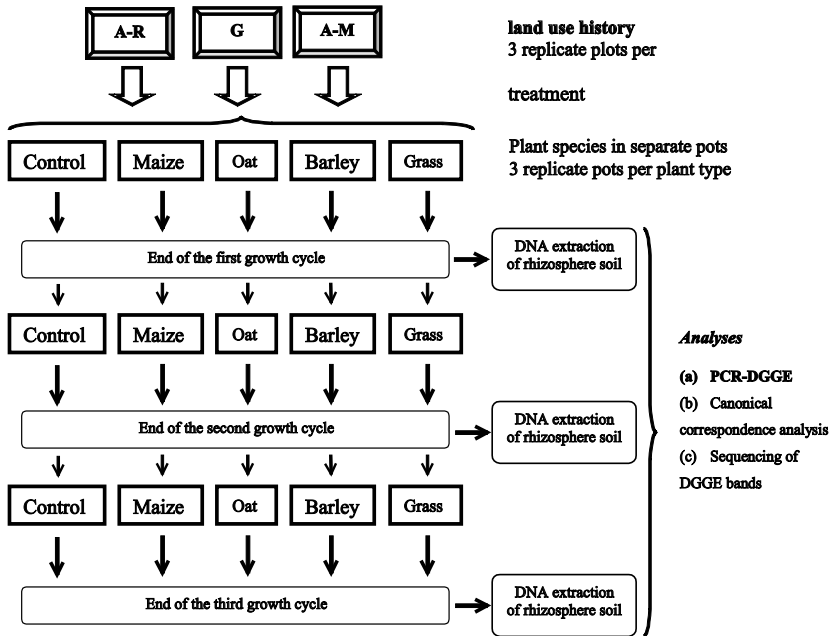 A-R
G
A-M
land use history
3 replicate plots per
treatment
Plant species in separate pots
3 replicate pots per plant type
Control
Maize
Oat
Barley
Grass
End of the first growth cycle
DNA extraction
of rhizosphere soil
Control
Maize
Oat
Barley
Grass
End of the second growth cycle
DNA extraction
of rhizosphere soil
Control
Maize
Oat
Barley
Grass
End of the third growth cycle
DNA extraction
of rhizosphere soil
Analyses
(a) PCR-DGGE
(b) Canonical
correspondence analysis
(c) Sequencing of
DGGE bands